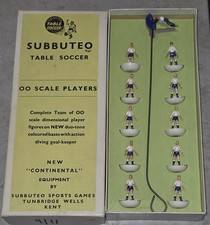 SUBBUTEO
TABLE SOCCER
OO SCALE PLAYERS
Complete Team of OO
scale dimensional player
figures on NEW duo-tone
coloured bases with action
diving goal-keeper
NEW
"CONTINENTAL"
EQUIPMENT
BY
SUBBUTEO SPORTS GAMES
TUNBRIDGE WELLS
KENT